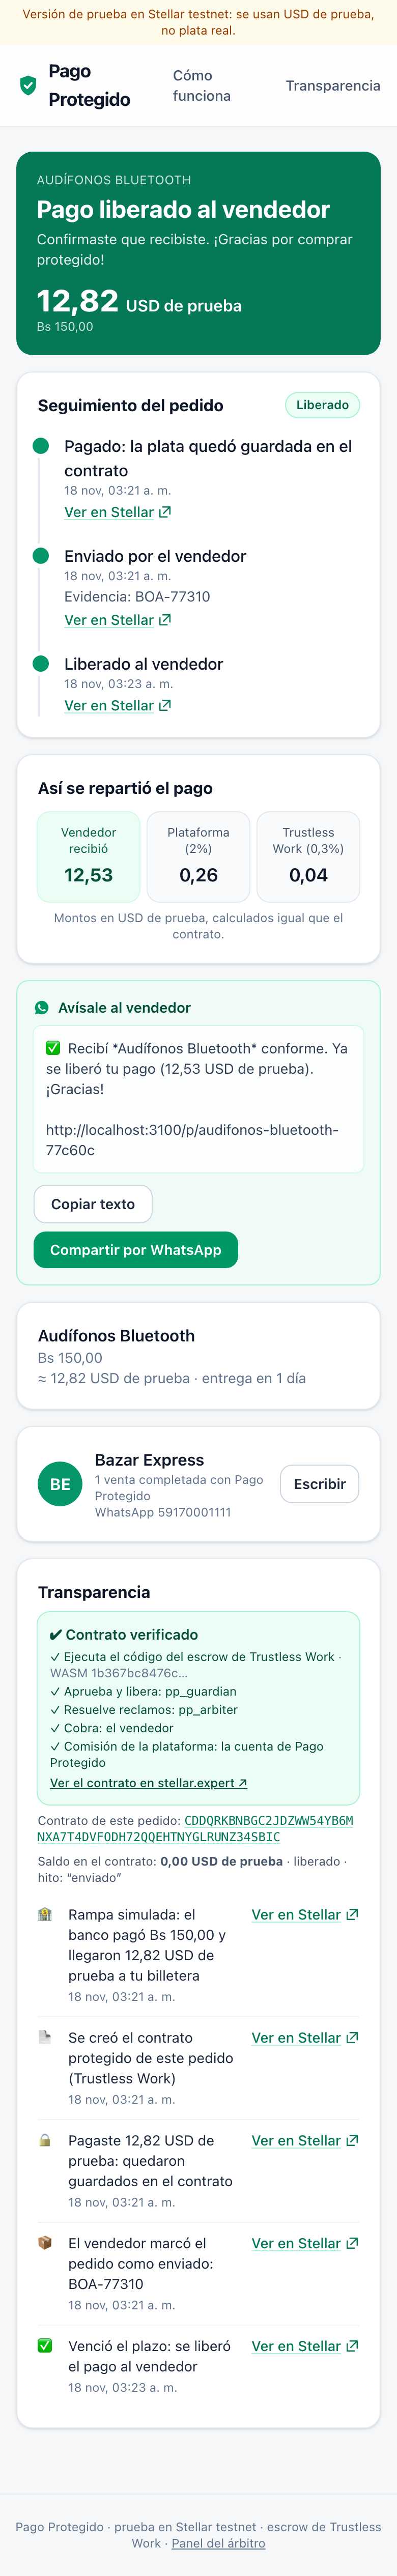 Versión de prueba en Stellar testnet: se usan USD de prueba,
no plata real.
Pago
Protegido
Cómo
funciona
Transparencia
AUDÍFONOS BLUETOOTH
Pago liberado al vendedor
Confirmaste que recibiste. ¡Gracias por comprar
protegido!
12,82 USD de prueba
Bs 150,00
Seguimiento del pedido
Liberado
Pagado: la plata quedó guardada en el
contrato
18 nov, 03:21 a. m.
Ver en Stellar
Enviado por el vendedor
18 nov, 03:21 a. m.
Evidencia: BOA-77310
Ver en Stellar
Liberado al vendedor
18 nov, 03:23 a. m.
Ver en Stellar
Así se repartió el pago
Vendedor
recibió
12,53
Plataforma
(2%)
0,26
Trustless
Work (0,3%)
0,04
Montos en USD de prueba, calculados igual que el
contrato.
Avísale al vendedor
✅ Recibí *Audífonos Bluetooth* conforme. Ya
se liberó tu pago (12,53 USD de prueba).
¡Gracias!
http://localhost:3100/p/audifonos-bluetooth-
77c60c
Copiar texto
Compartir por WhatsApp
Audífonos Bluetooth
Bs 150,00
≈ 12,82 USD de prueba · entrega en 1 día
BE
Bazar Express
1 venta completada con Pago
Protegido
WhatsApp 59170001111
Escribir
Transparencia
✔ Contrato verificado
✓ Ejecuta el código del escrow de Trustless Work ·
WASM 1b367bc8476c…
✓ Aprueba y libera: pp_guardian
✓ Resuelve reclamos: pp_arbiter
✓ Cobra: el vendedor
✓ Comisión de la plataforma: la cuenta de Pago
Protegido
Ver el contrato en stellar.expert ↗
Contrato de este pedido: CDDQRKBNBGC2JDZWW54YB6M
NXA7T4DVFODH72QQEHTNYGLRUNZ34SBIC
Saldo en el contrato: 0,00 USD de prueba · liberado ·
hito: “enviado”
Rampa simulada: el
banco pagó Bs 150,00 y
llegaron 12,82 USD de
prueba a tu billetera
18 nov, 03:21 a. m.
Ver en Stellar
Se creó el contrato
protegido de este pedido
(Trustless Work)
18 nov, 03:21 a. m.
Ver en Stellar
Pagaste 12,82 USD de
prueba: quedaron
guardados en el contrato
18 nov, 03:21 a. m.
Ver en Stellar
El vendedor marcó el
pedido como enviado:
BOA-77310
18 nov, 03:21 a. m.
Ver en Stellar
Venció el plazo: se liberó
el pago al vendedor
18 nov, 03:23 a. m.
Ver en Stellar
Pago Protegido · prueba en Stellar testnet · escrow de Trustless
Work · Panel del árbitro